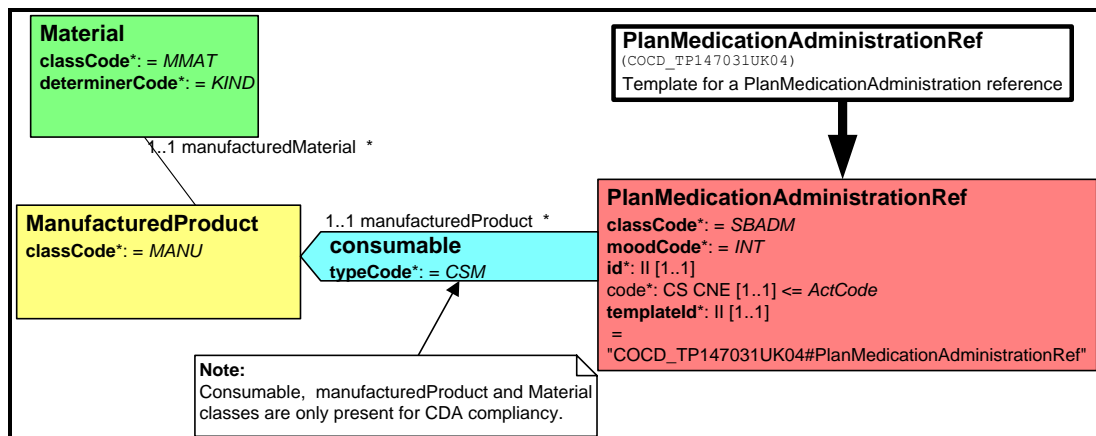 Material
classCode*: = MMAT
determinerCode*: = KIND
1..1 manufacturedMaterial *
ManufacturedProduct
classCode*: = MANU
1..1 manufacturedProduct *
consumable
typeCode*: = CSM
Note:
Consumable, manufacturedProduct and Material
classes are only present for CDA compliancy.
PlanMedicationAdministrationRef
(COCD_TP147031UK04)
Template for a PlanMedicationAdministration reference
PlanMedicationAdministrationRef
classCode*: = SBADM
moodCode*: = INT
id*: II [1..1]
code*: CS CNE [1..1] <= ActCode
templateId*: II [1..1]
=
"COCD_TP147031UK04#PlanMedicationAdministrationRef"